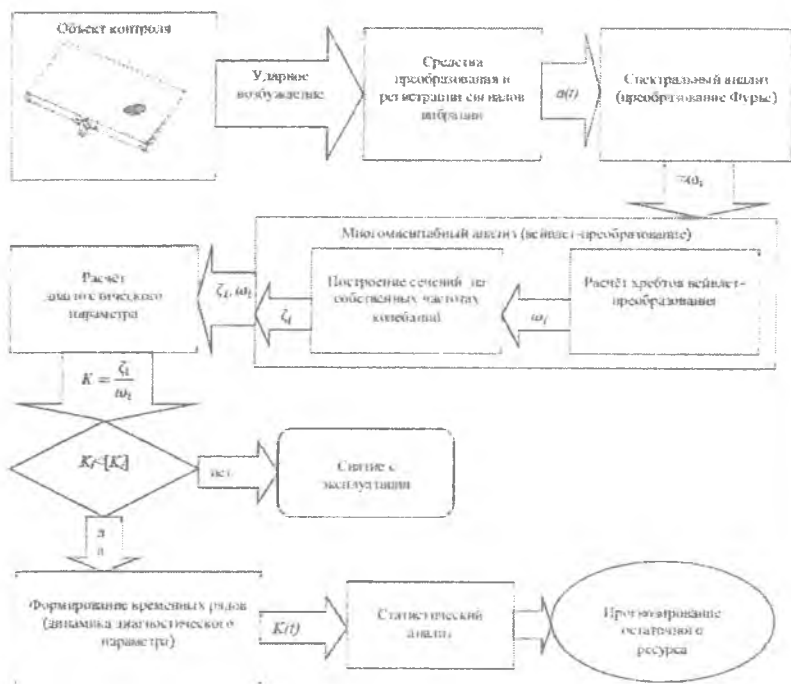 Объект контроля
Ударное
возбуждение
Средства
преобразования и
регистрации сигналов
вибрации
a(t)
Спектральный анализ
(преобразование Фурье)
≈ωᵢ
Многомасштабный анализ (вейвлет-преобразование)
Расчёт хребтов вейвлет-
преобразования
ωᵢ
Построение сечений на
собственных частотах
колебаний
ζᵢ
ζᵢ, ωᵢ
Расчёт
диагностического
параметра
K = ζᵢ/ωᵢ
Kᵢ<[Kᵢ]
нет
Снятие с
эксплуатации
д
а
Формирование временных рядов
(динамика диагностического
параметра)
K(t)
Статистический
анализ
Прогнозирование
остаточного
ресурса